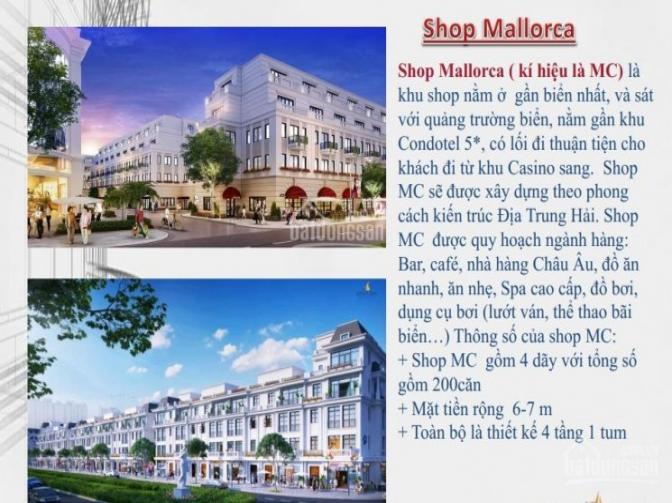 Shop Mallorca
Shop Mallorca ( kí hiệu là MC) là
khu shop nằm ở gần biển nhất, và sát
với quảng trường biển, nằm gần khu
Condotel 5*, có lối đi thuận tiện cho
khách đi từ khu Casino sang. Shop
MC sẽ được xây dựng theo phong
cách kiến trúc Địa Trung Hải. Shop
MC được quy hoạch ngành hàng:
Bar, café, nhà hàng Châu Âu, đồ ăn
nhanh, ăn nhẹ, Spa cao cấp, đồ bơi,
dụng cụ bơi (lướt ván, thể thao bãi
biển…) Thông số của shop MC:
+ Shop MC gồm 4 dãy với tổng số
gồm 200căn
+ Mặt tiền rộng 6-7 m
+ Toàn bộ là thiết kế 4 tầng 1 tum
batdongsan